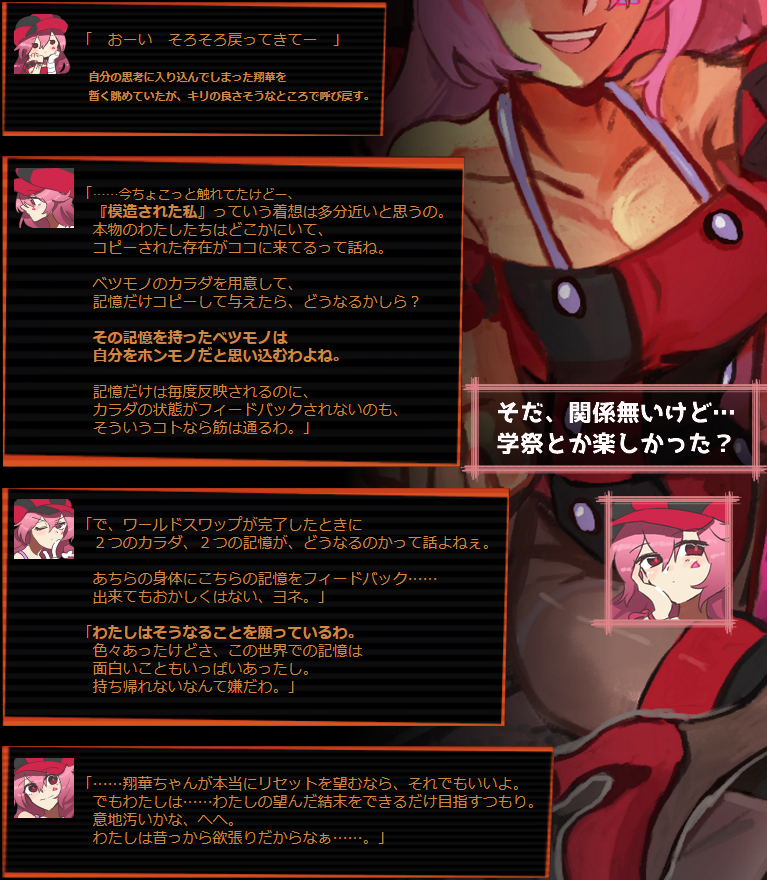 「　おーい　そろそろ戻ってきてー　」
自分の思考に入り込んでしまった翔華を
暫く眺めていたが、キリの良さそうなところで呼び戻す。
「……今ちょこっと触れてたけどー、
『模造された私』っていう着想は多分近いと思うの。
本物のわたしたちはどこかにいて、
コピーされた存在がココに来てるって話ね。
ベツモノのカラダを用意して、
記憶だけコピーして与えたら、どうなるかしら？
その記憶を持ったベツモノは
自分をホンモノだと思い込むわよね。
記憶だけは毎度反映されるのに、
カラダの状態がフィードバックされないのも、
そういうコトなら筋は通るわ。」
そだ、関係無いけど…
学祭とか楽しかった？
「で、ワールドスワップが完了したときに
２つのカラダ、２つの記憶が、どうなるのかって話よねぇ。
あちらの身体にこちらの記憶をフィードバック……
出来てもおかしくはない、ヨネ。」
「わたしはそうなることを願っているわ。
色々あったけどさ、この世界での記憶は
面白いこともいっぱいあったし。
持ち帰れないなんて嫌だわ。」
「……翔華ちゃんが本当にリセットを望むなら、それでもいいよ。
でもわたしは……わたしの望んだ結末をできるだけ目指すつもり。
意地汚いかな、へへ。
わたしは昔っから欲張りだからなぁ……。」